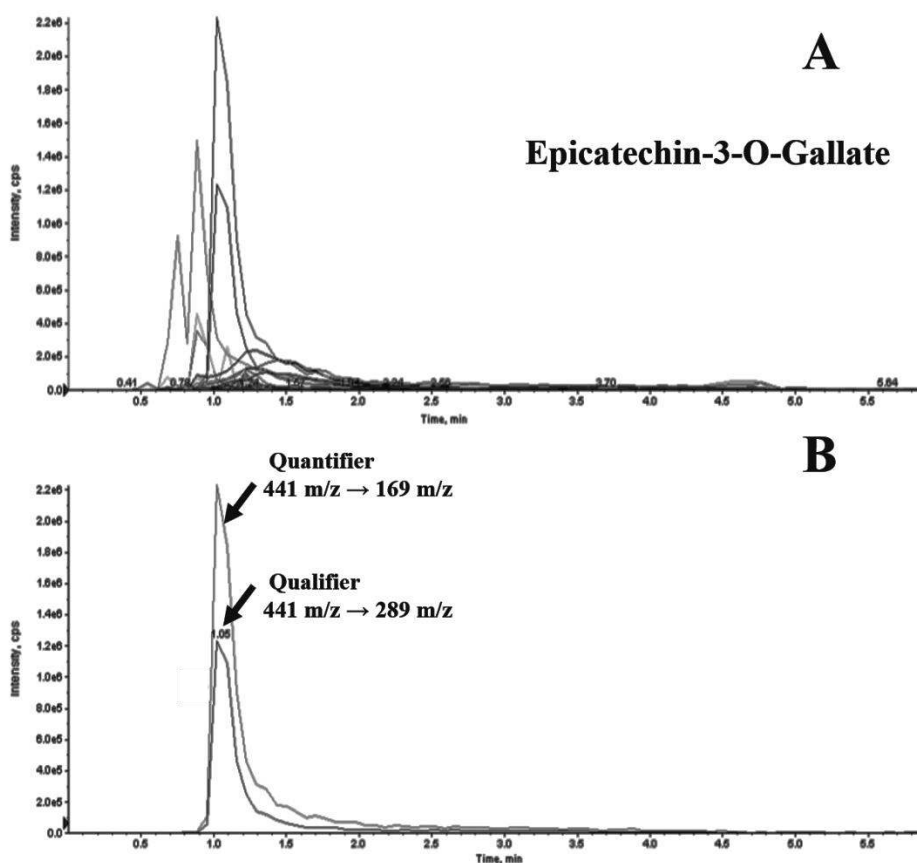 A
Epicatechin-3-O-Gallate
Intensity, cps
2.2e6
2.0e6
1.8e6
1.6e6
1.4e6
1.2e6
1.0e6
8.0e5
6.0e5
4.0e5
2.0e5
0.0
0.41
3.70
5.64
0.5 1.0 1.5 2.0 2.5 3.0 3.5 4.0 4.5 5.0 5.5
Time, min
B
Quantifier
441 m/z → 169 m/z
Qualifier
441 m/z → 289 m/z
1.05
Intensity, cps
2.2e6
2.0e6
1.8e6
1.6e6
1.4e6
1.2e6
1.0e6
8.0e5
6.0e5
4.0e5
2.0e5
0.0
0.5 1.0 1.5 2.0 2.5 3.0 3.5 4.0 4.5 5.0 5.5
Time, min